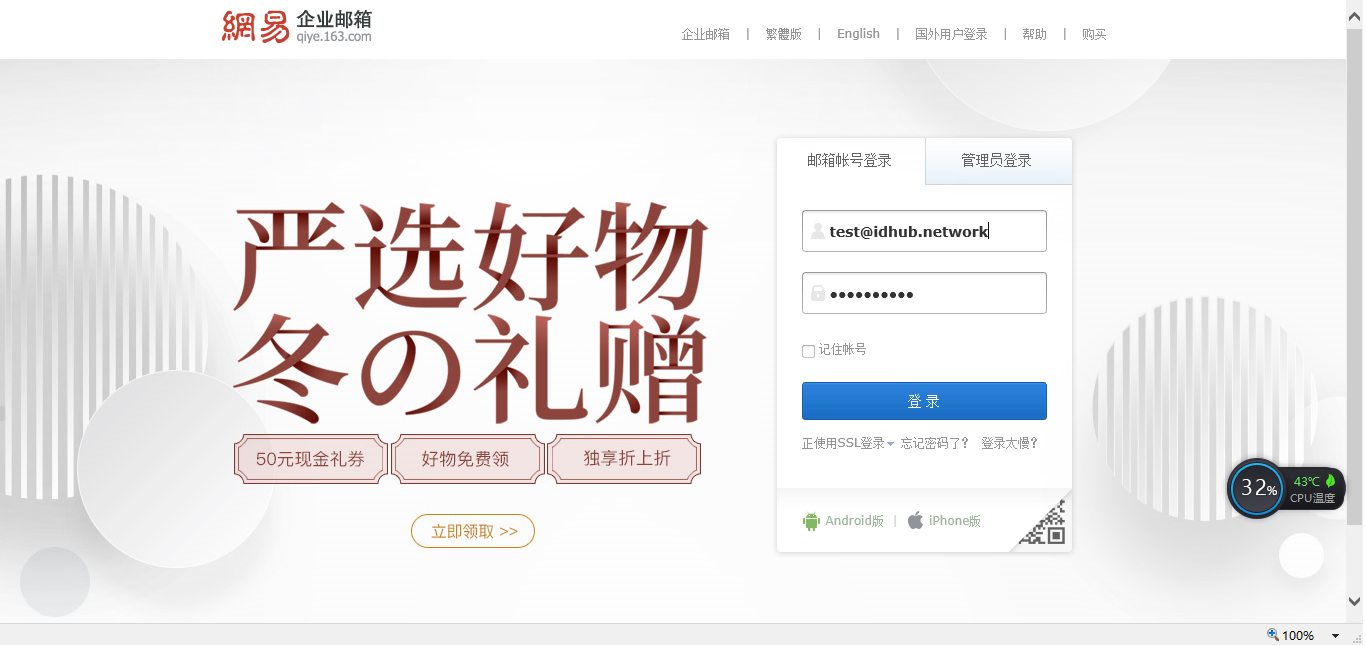 網易 企业邮箱
qiye.163.com
企业邮箱 | 繁體版 | English | 国外用户登录 | 帮助 | 购买
邮箱帐号登录 管理员登录
test@idhub.network
••••••••••
记住帐号
登 录
正使用SSL登录 忘记密码了? 登录太慢?
Android版 | iPhone版
严选好物
冬の礼赠
50元现金礼券 好物免费领 独享折上折
立即领取 >>
32%
43℃
CPU温度
100%